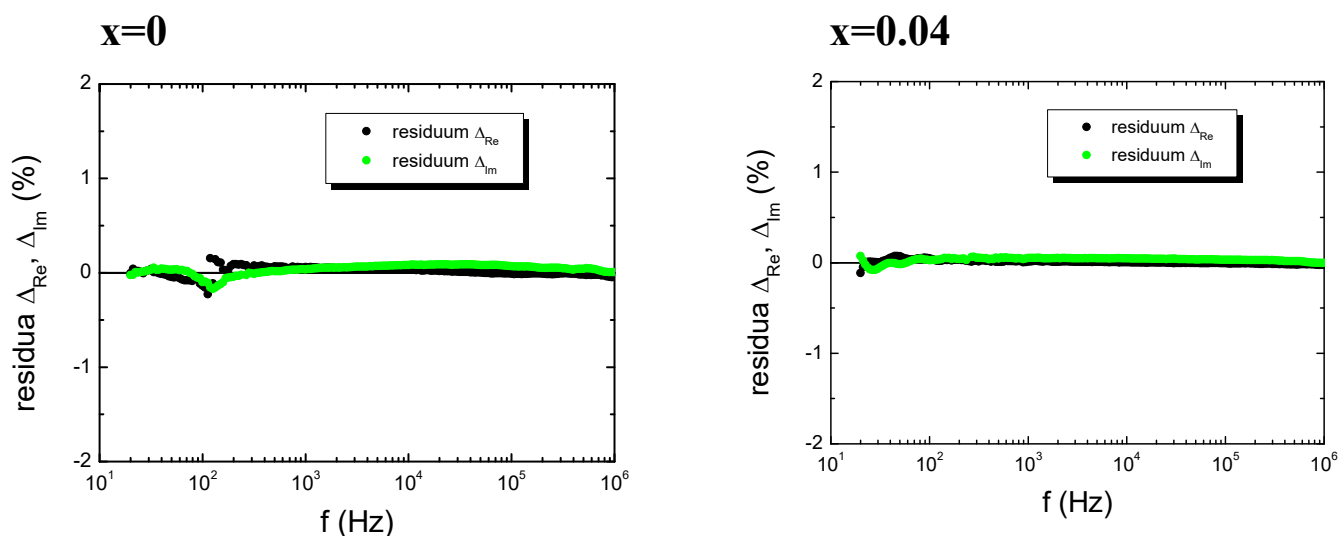 x=0
2
1
0
-1
-2
residua Δ_Re, Δ_Im (%)
residuum Δ_Re
residuum Δ_Im
10^1 10^2 10^3 10^4 10^5 10^6
f (Hz)
x=0.04
2
1
0
-1
-2
residua Δ_Re, Δ_Im (%)
residuum Δ_Re
residuum Δ_Im
10^1 10^2 10^3 10^4 10^5 10^6
f (Hz)